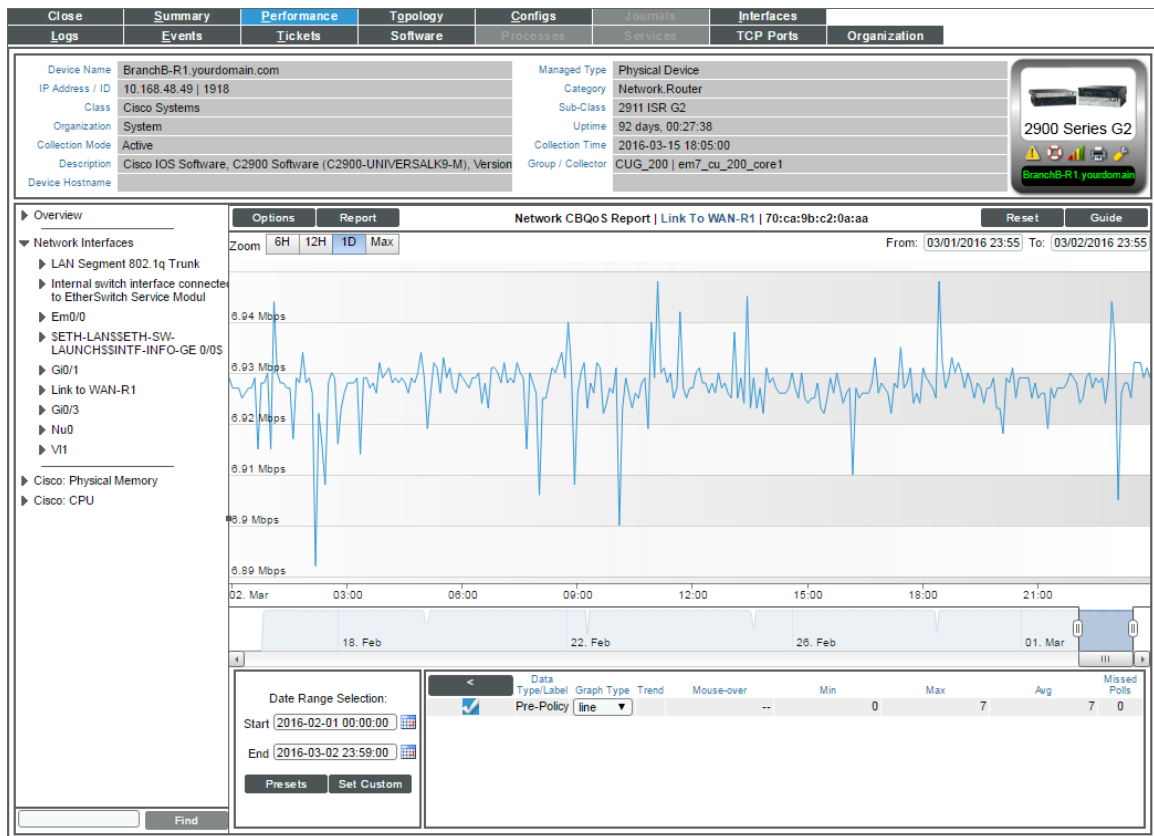 Close Summary Performance Topology Configs Journals Interfaces
Logs Events Tickets Software Processes Services TCP Ports Organization
Device Name BranchB-R1.yourdomain.com Managed Type Physical Device
IP Address / ID 10.168.48.49 | 1918 Category Network.Router
Class Cisco Systems Sub-Class 2911 ISR G2
Organization System Uptime 92 days, 00:27:38
Collection Mode Active Collection Time 2016-03-15 18:05:00
Description Cisco IOS Software, C2900 Software (C2900-UNIVERSALK9-M), Version Group / Collector CUG_200 | em7_cu_200_core1
Device Hostname
2900 Series G2
BranchB-R1.yourdomain
Overview
Network Interfaces
LAN Segment 802.1q Trunk
Internal switch interface connected
to EtherSwitch Service Modul
Em0/0
$ETH-LAN$$ETH-SW-
LAUNCH$$INTF-INFO-GE 0/0$
Gi0/1
Link to WAN-R1
Gi0/3
Nu0
Vl1
Cisco: Physical Memory
Cisco: CPU
Find
Options Report Network CBQoS Report | Link To WAN-R1 | 70:ca:9b:c2:0a:aa Reset Guide
Zoom 6H 12H 1D Max From: 03/01/2016 23:55 To: 03/02/2016 23:55
6.94 Mbps
6.93 Mbps
6.92 Mbps
6.91 Mbps
6.9 Mbps
6.89 Mbps
02. Mar 03:00 06:00 09:00 12:00 15:00 18:00 21:00
18. Feb 22. Feb 26. Feb 01. Mar
Date Range Selection:
Start 2016-02-01 00:00:00
End 2016-03-02 23:59:00
Presets Set Custom
< Data Type/Label Graph Type Trend Mouse-over Min Max Avg Missed Polls
Pre-Policy line -- 0 7 7 0